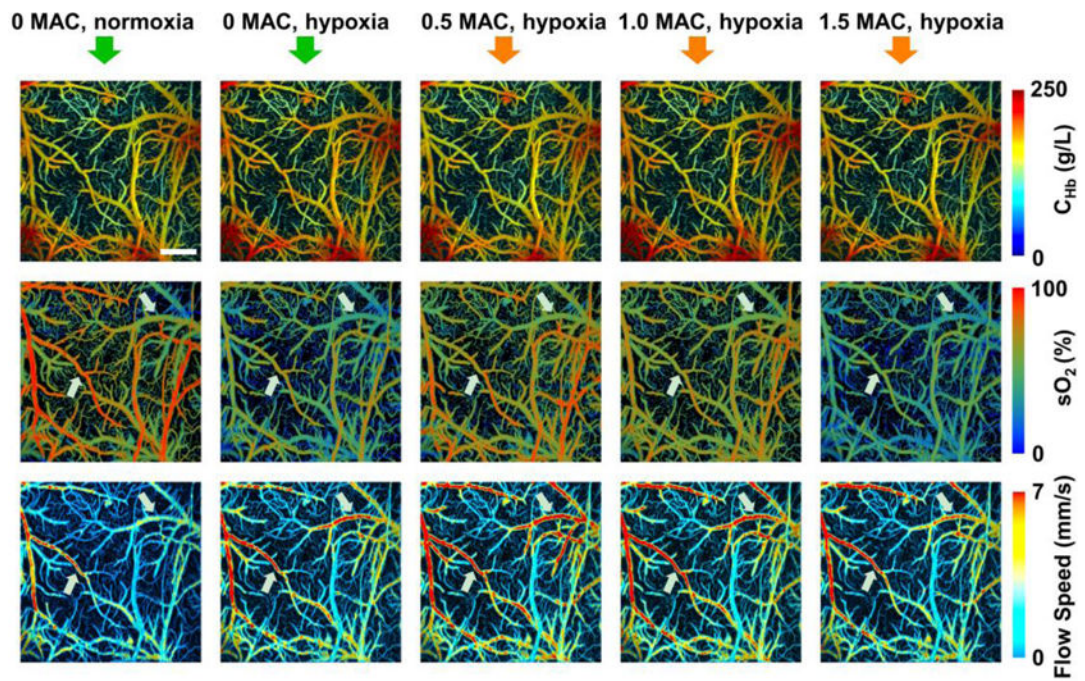 0 MAC, normoxia 0 MAC, hypoxia 0.5 MAC, hypoxia 1.0 MAC, hypoxia 1.5 MAC, hypoxia
250
C_Hb (g/L)
0
100
sO₂ (%)
0
7
Flow Speed (mm/s)
0